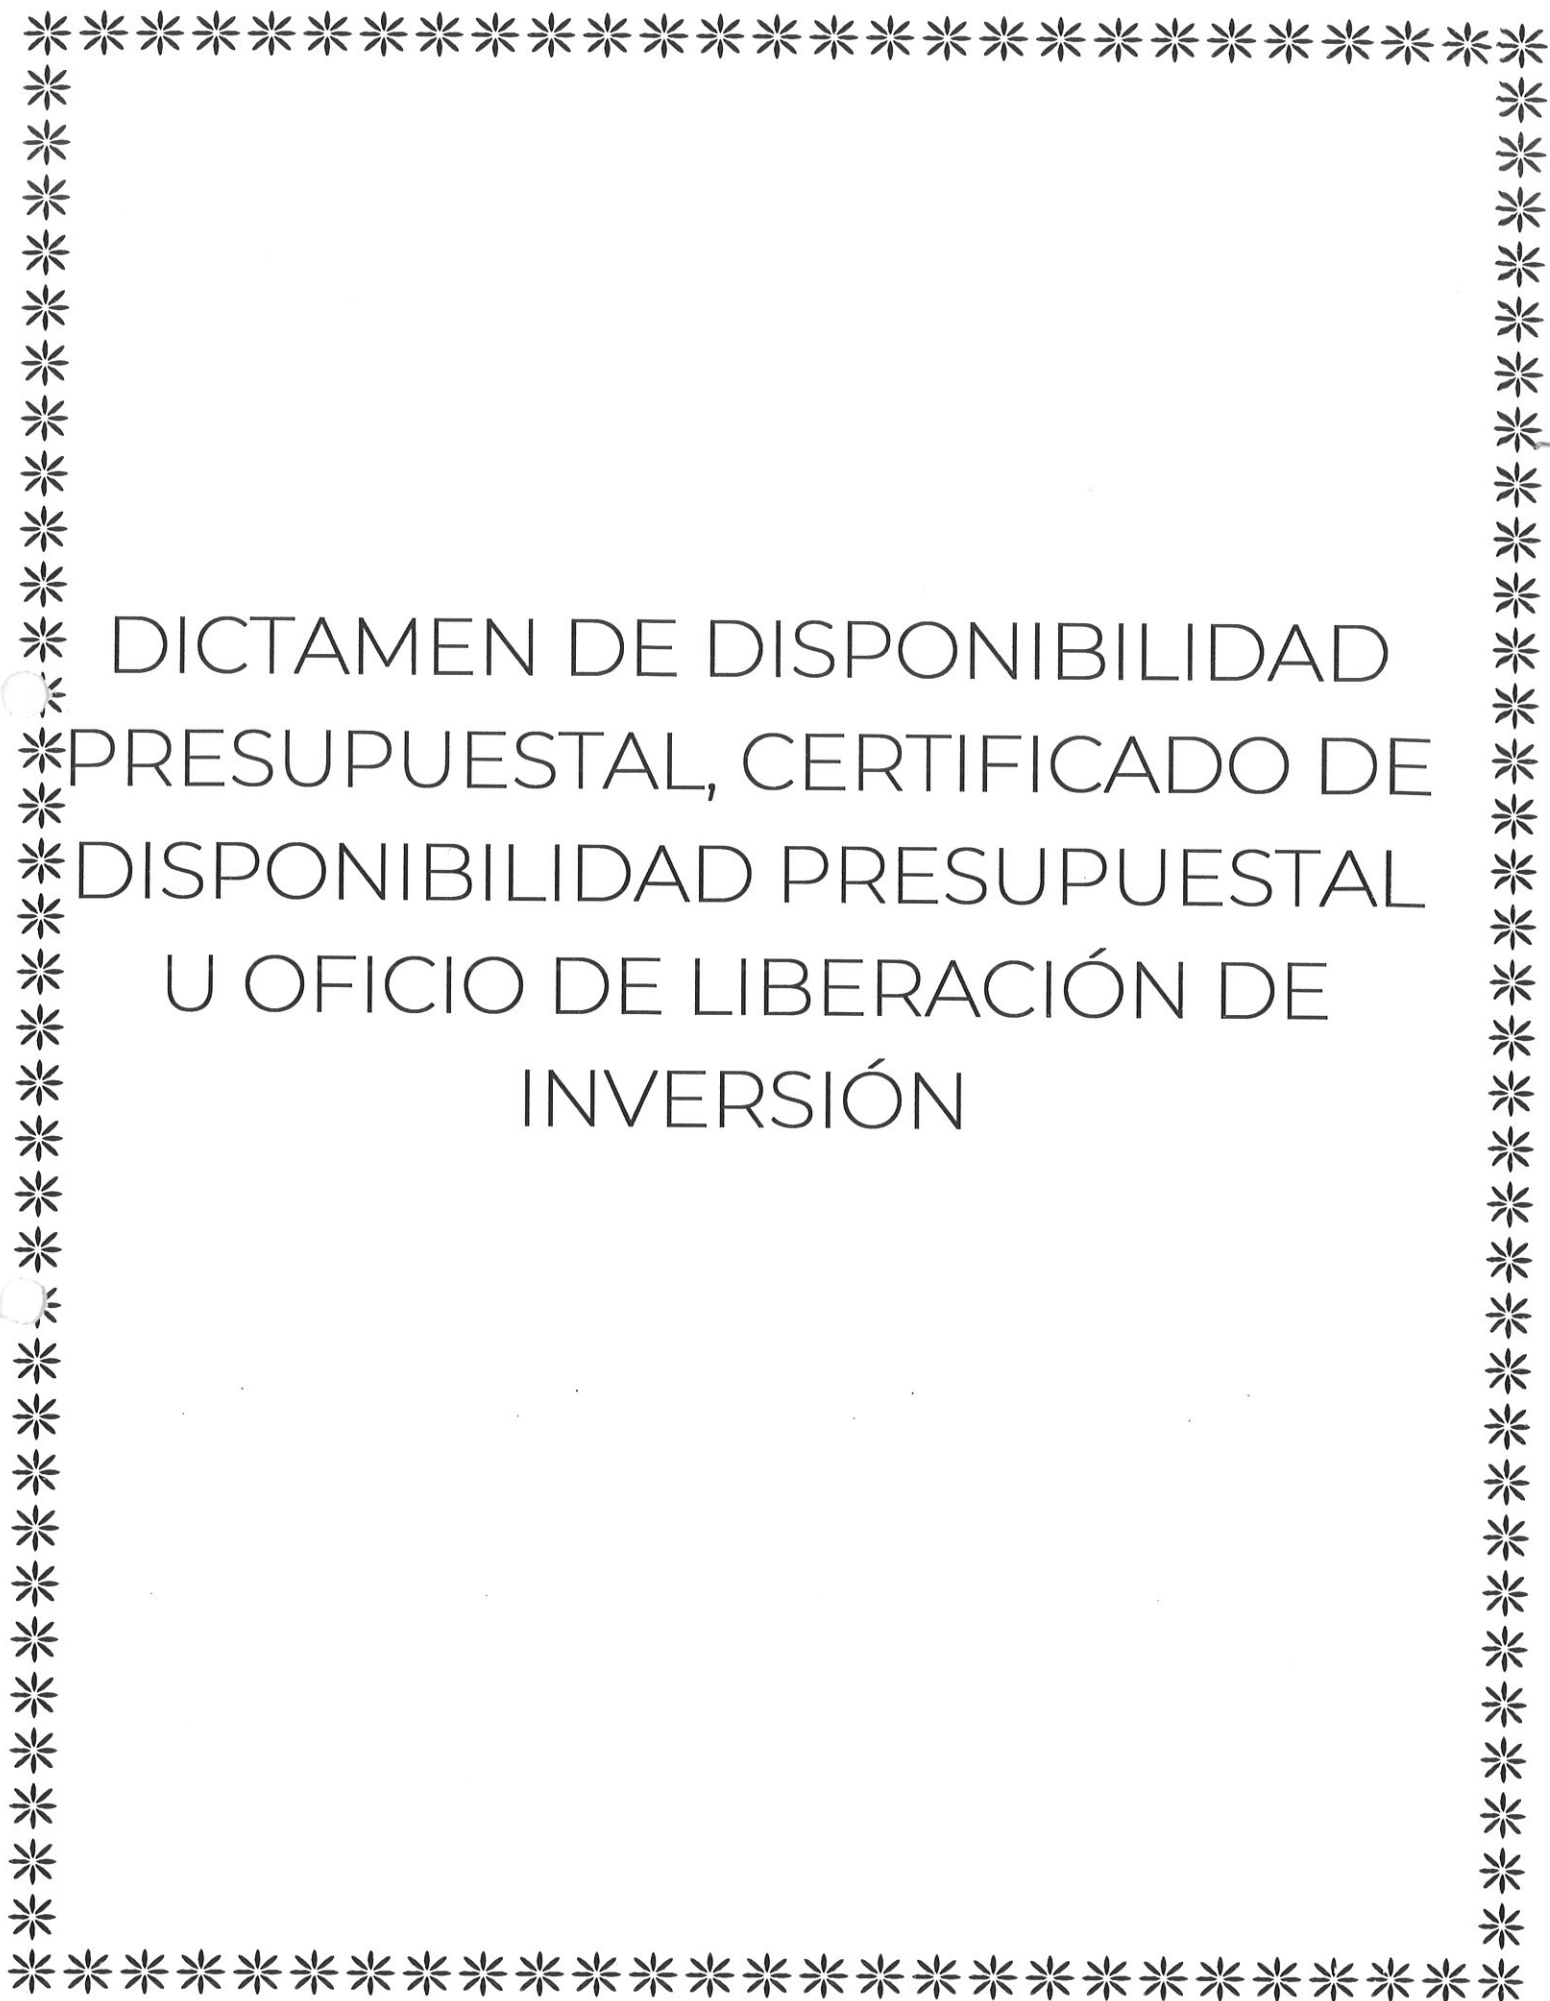 DICTAMEN DE DISPONIBILIDAD
PRESUPUESTAL, CERTIFICADO DE
DISPONIBILIDAD PRESUPUESTAL
U OFICIO DE LIBERACIÓN DE
INVERSIÓN